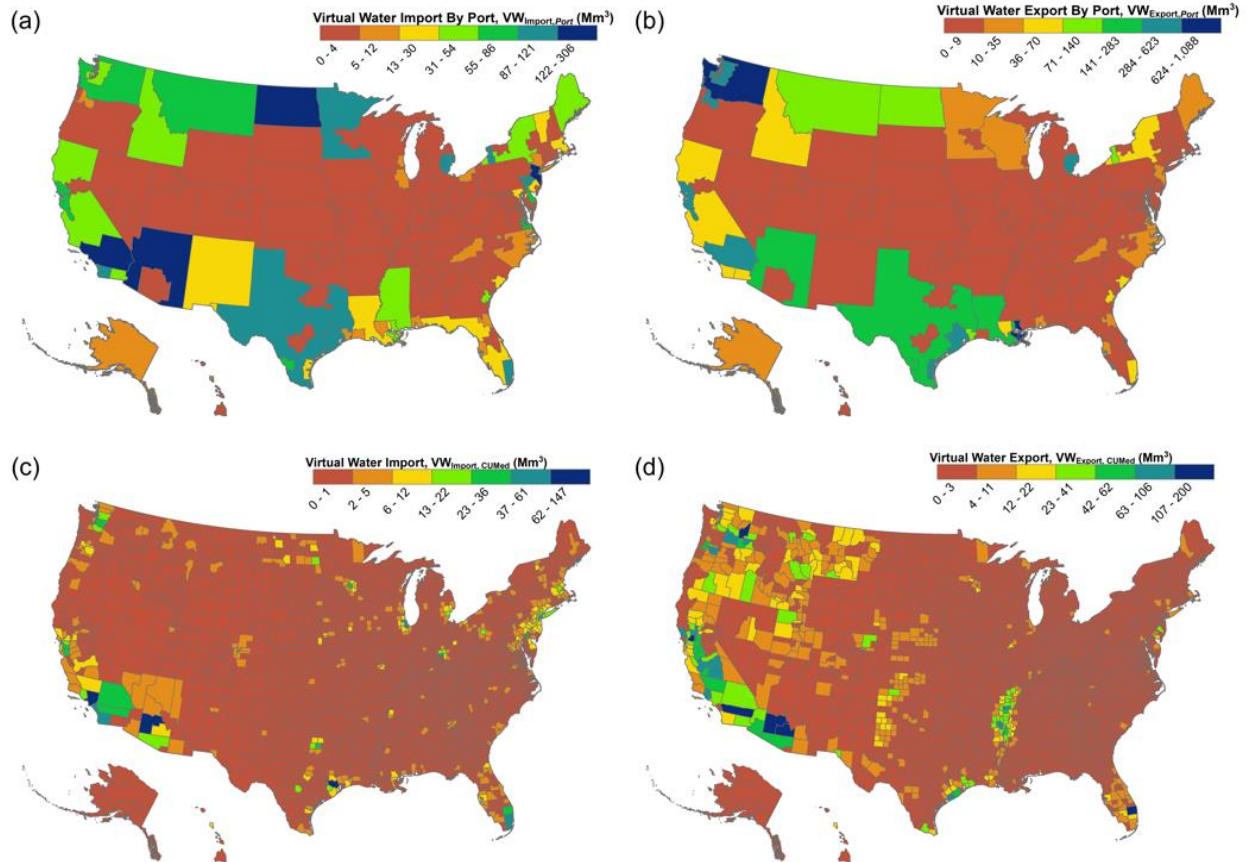 (a)
Virtual Water Import By Port, VWImport,Port (Mm³)
0 - 4
5 - 12
13 - 30
31 - 54
55 - 86
87 - 121
122 - 306
(b)
Virtual Water Export By Port, VWExport,Port (Mm³)
0 - 9
10 - 35
36 - 70
71 - 140
141 - 283
284 - 623
624 - 1,088
(c)
Virtual Water Import, VWImport, CUMed (Mm³)
0 - 1
2 - 5
6 - 12
13 - 22
23 - 36
37 - 61
62 - 147
(d)
Virtual Water Export, VWExport, CUMed (Mm³)
0 - 3
4 - 11
12 - 22
23 - 41
42 - 62
63 - 106
107 - 200